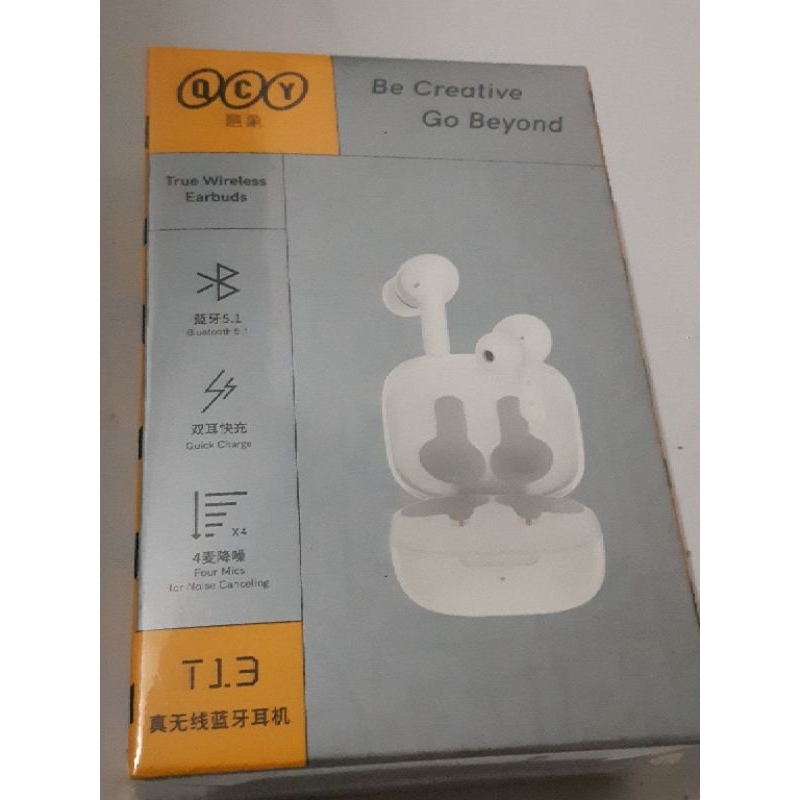 QCY
意象
Be Creative
Go Beyond
True Wireless
Earbuds
蓝牙5.1
Bluetooth 5.1
双耳快充
Quick Charge
X4
4麦降噪
Four Mics
for Noise Canceling
T13
真无线蓝牙耳机